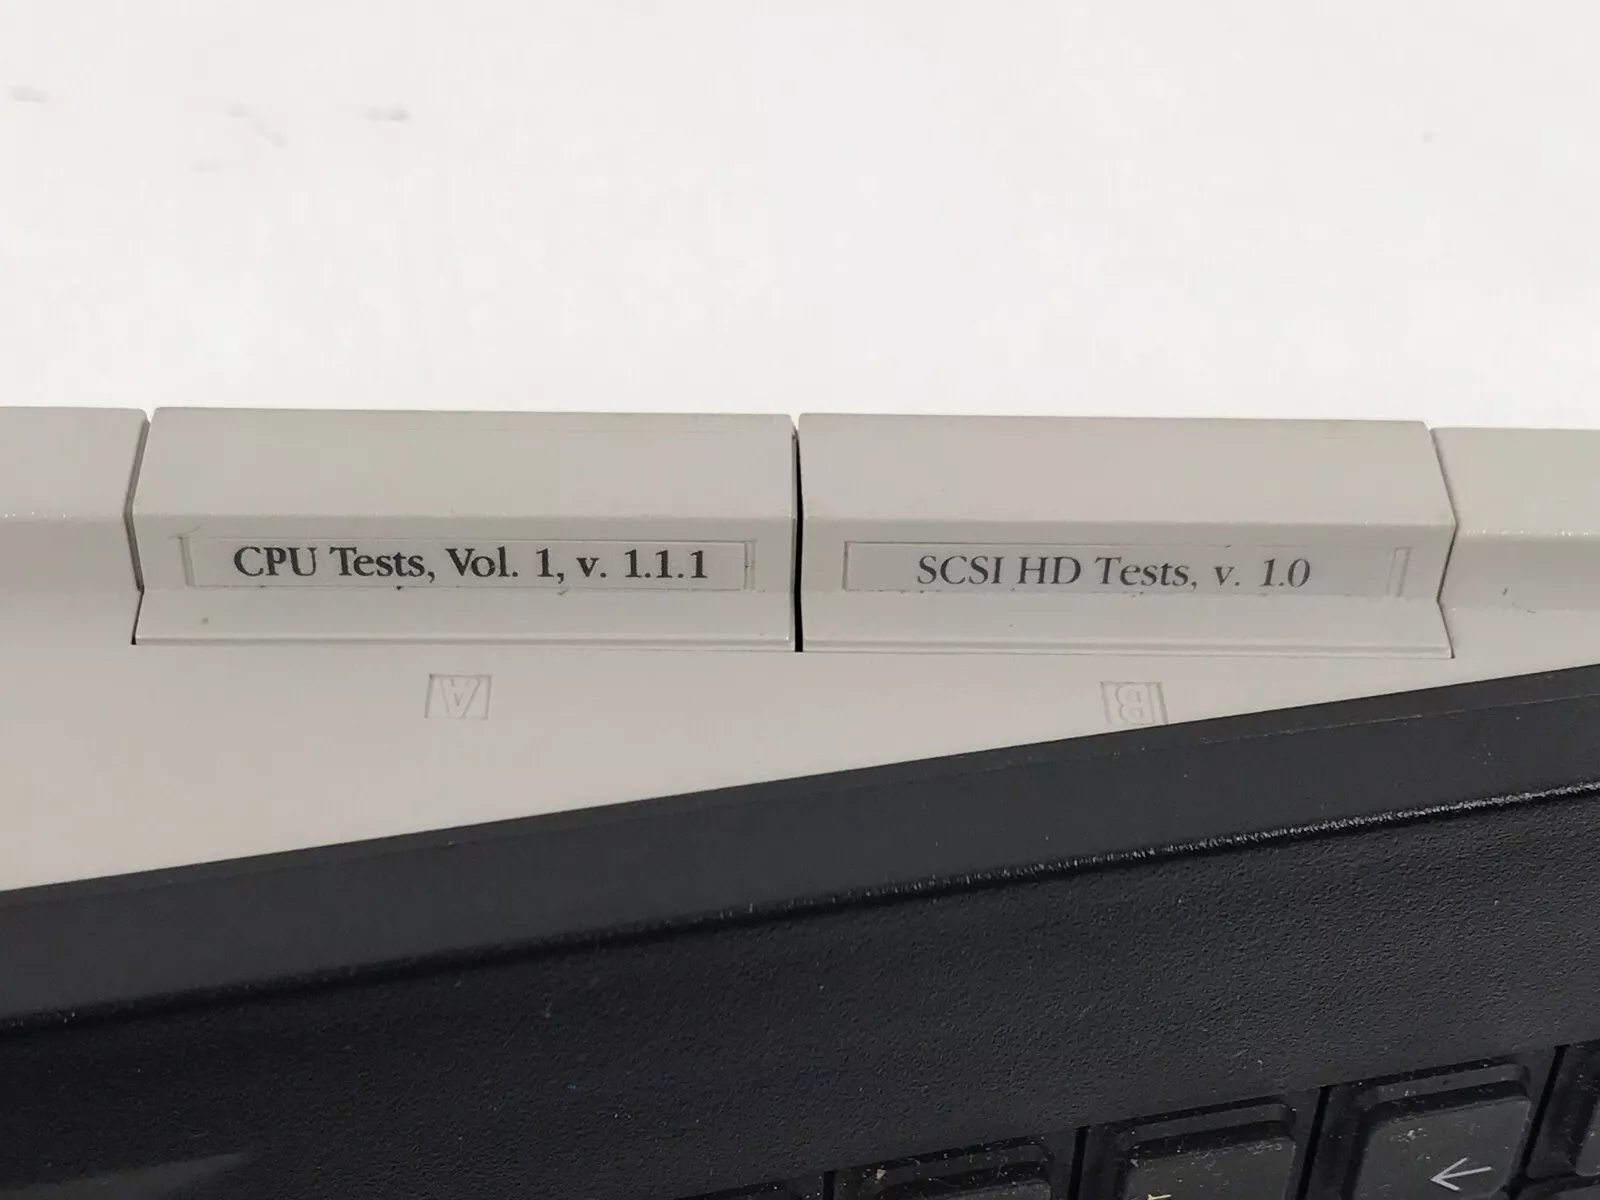 CPU Tests, Vol. 1, v. 1.1.1
SCSI HD Tests, v. 1.0
A
B
←